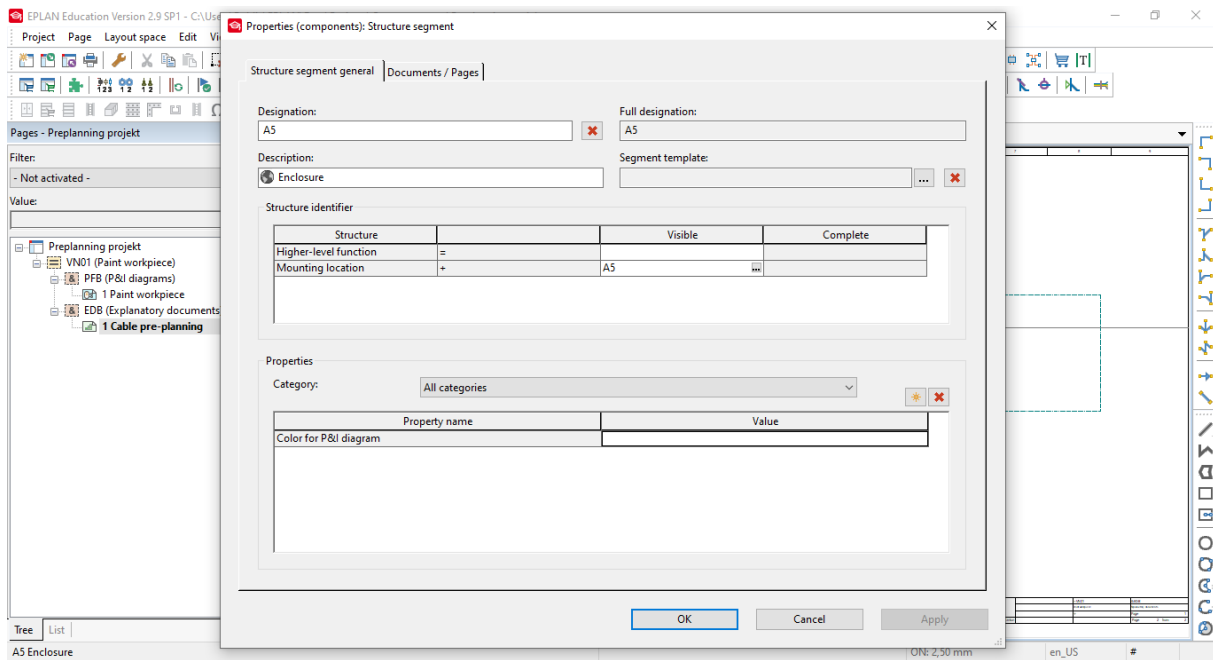 EPLAN Education Version 2.9 SP1 - C:\Use
Properties (components): Structure segment
Project Page Layout space Edit Vi
Structure segment general
Documents / Pages
Pages - Preplanning projekt
Filter:
- Not activated -
Value:
Preplanning projekt
VN01 (Paint workpiece)
PFB (P&I diagrams)
1 Paint workpiece
EDB (Explanatory documents
1 Cable pre-planning
Tree List
A5 Enclosure
Designation:
A5
Full designation:
A5
Description:
Enclosure
Segment template:
...
Structure identifier
Structure Visible Complete
Higher-level function =
Mounting location + A5 ...
Properties
Category: All categories
Property name Value
Color for P&I diagram
OK Cancel Apply
ON: 2,50 mm en_US #